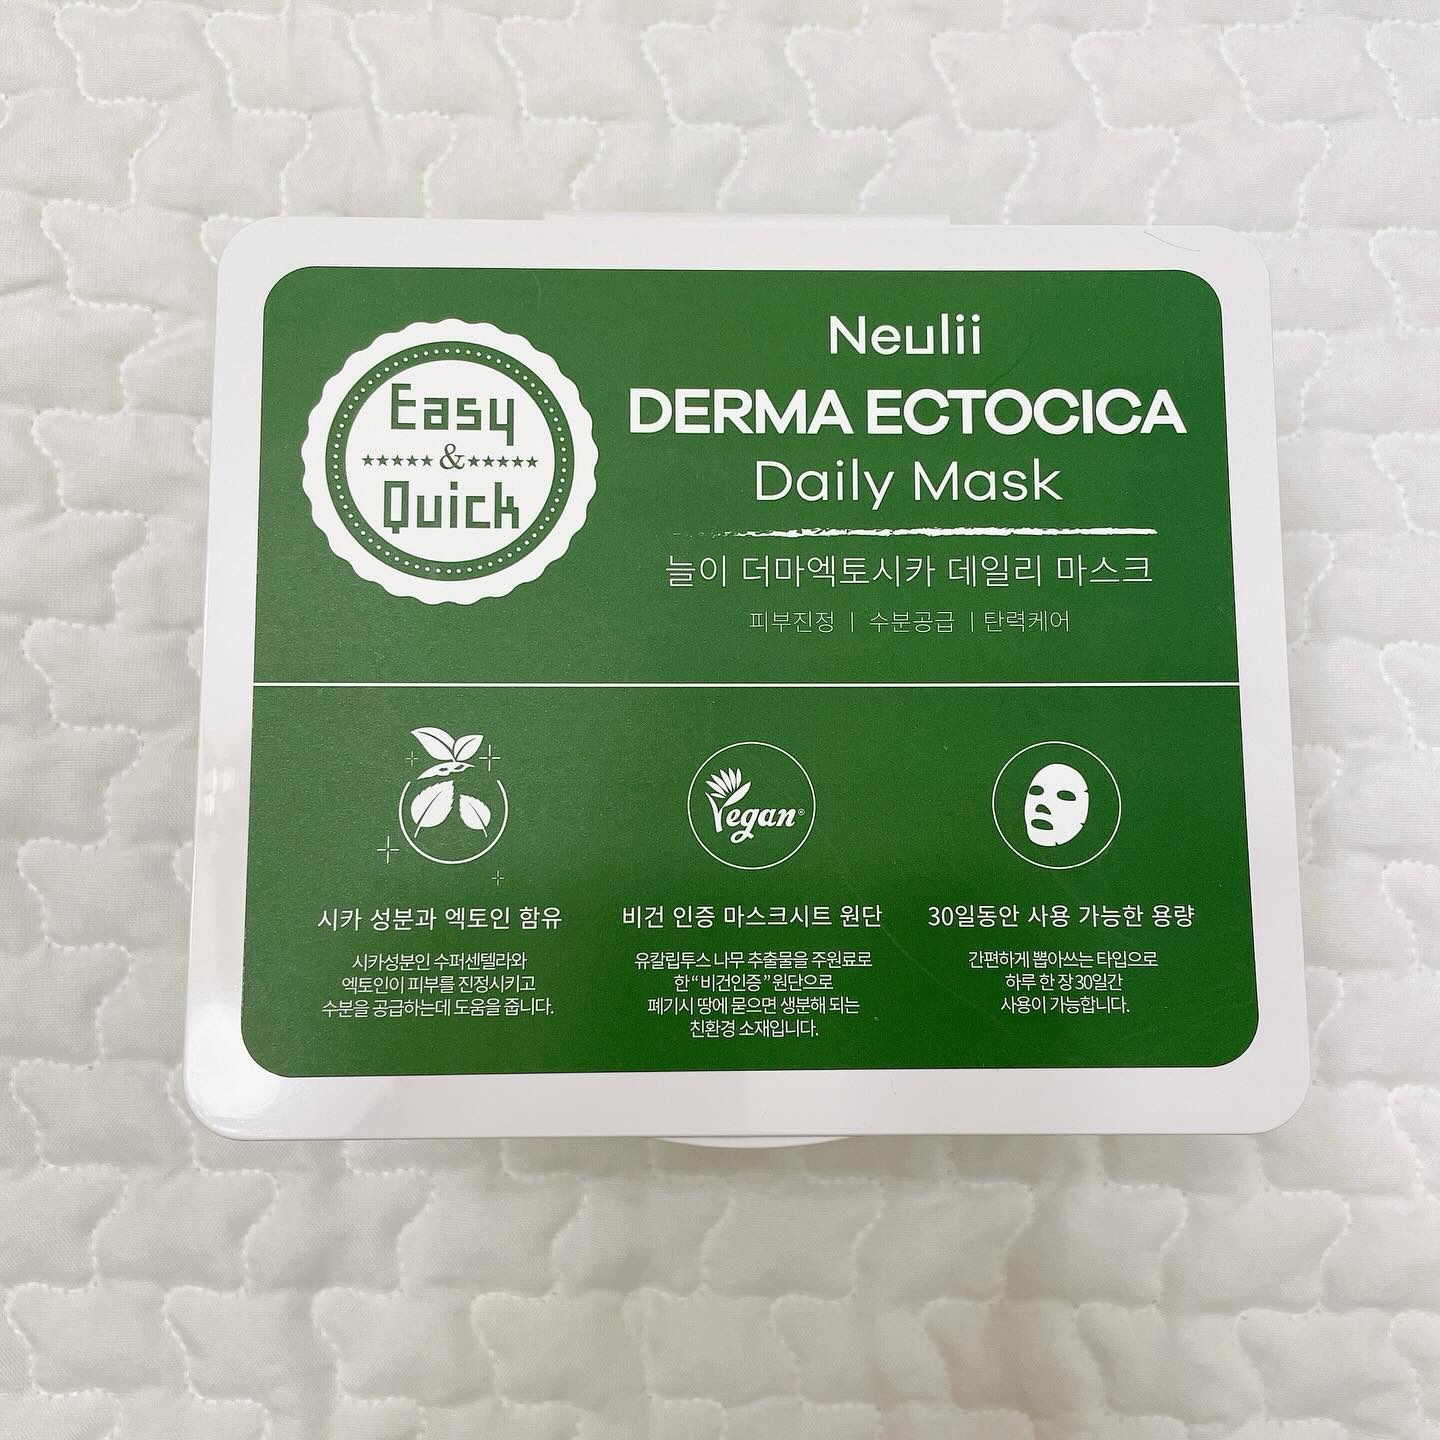 Easy
&
Quick
Neulii
DERMA ECTOCICA
Daily Mask
늘이 더마엑토시카 데일리 마스크
피부진정 | 수분공급 | 탄력케어
시카 성분과 엑토인 함유
시카성분인 수퍼센텔라와
엑토인이 피부를 진정시키고
수분을 공급하는데 도움을 줍니다.
Vegan®
비건 인증 마스크시트 원단
유칼립투스 나무 추출물을 주원료로
한 "비건인증" 원단으로
폐기시 땅에 묻으면 생분해 되는
친환경 소재입니다.
30일동안 사용 가능한 용량
간편하게 뽑아쓰는 타입으로
하루 한 장 30일간
사용이 가능합니다.